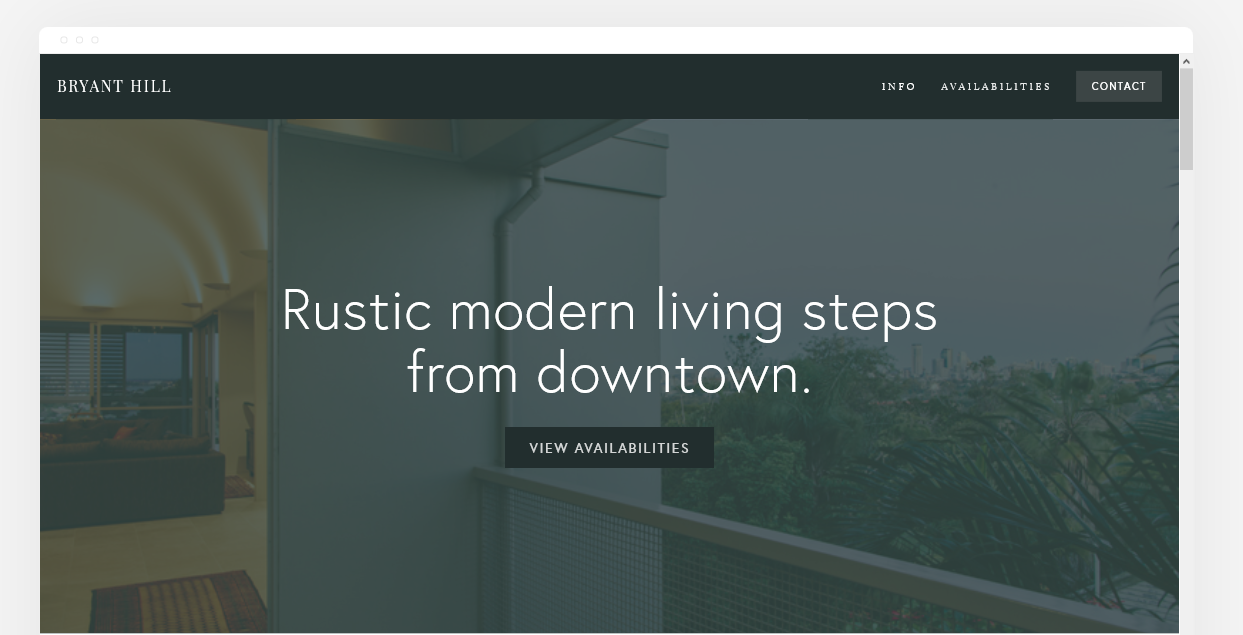 BRYANT HILL
INFO AVAILABILITIES CONTACT
Rustic modern living steps
from downtown.
VIEW AVAILABILITIES